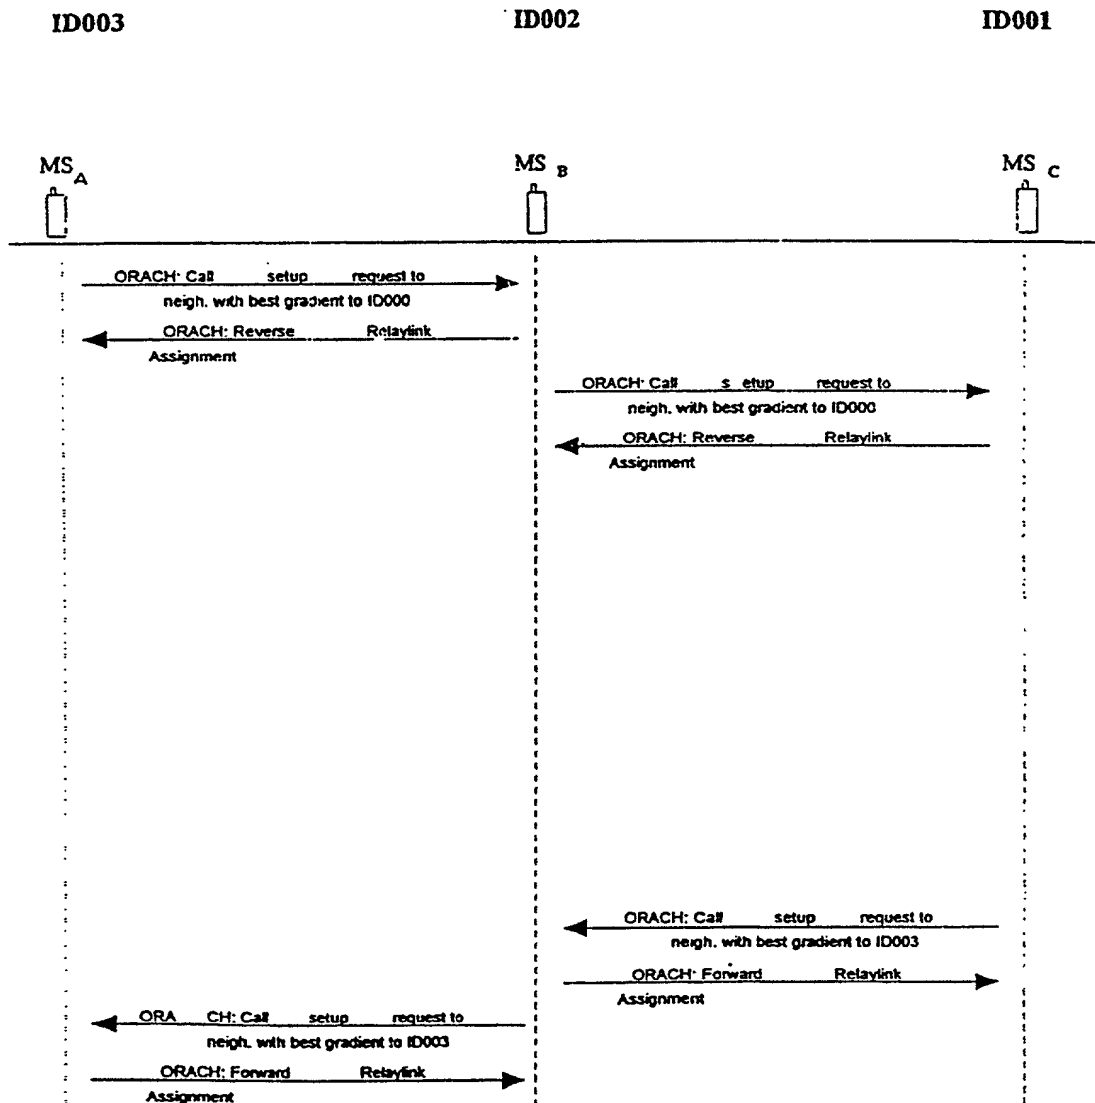 ID003 ID002 ID001
MS A MS B MS C
ORACH: Call setup request to
neigh. with best gradient to ID000
ORACH: Reverse Relaylink
Assignment
ORACH: Call s etup request to
neigh. with best gradient to ID000
ORACH: Reverse Relaylink
Assignment
ORACH: Call setup request to
neigh. with best gradient to ID003
ORACH: Forward Relaylink
Assignment
ORA CH: Call setup request to
neigh. with best gradient to ID003
ORACH: Forward Relaylink
Assignment